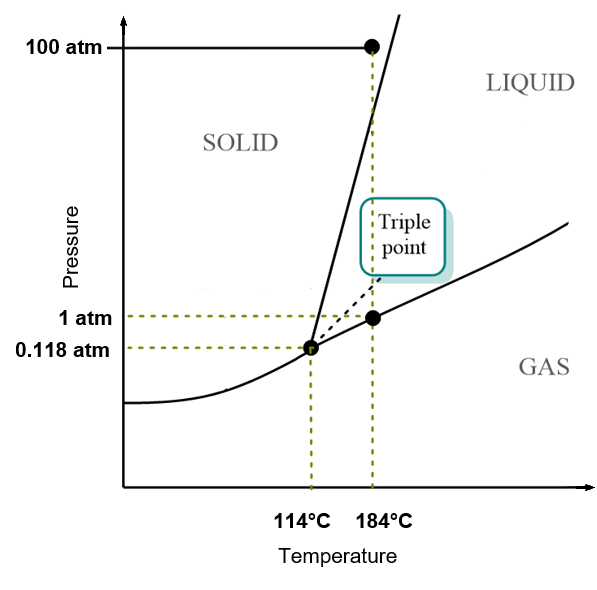 100 atm
LIQUID
SOLID
Triple
point
Pressure
1 atm
0.118 atm
GAS
114°C
184°C
Temperature